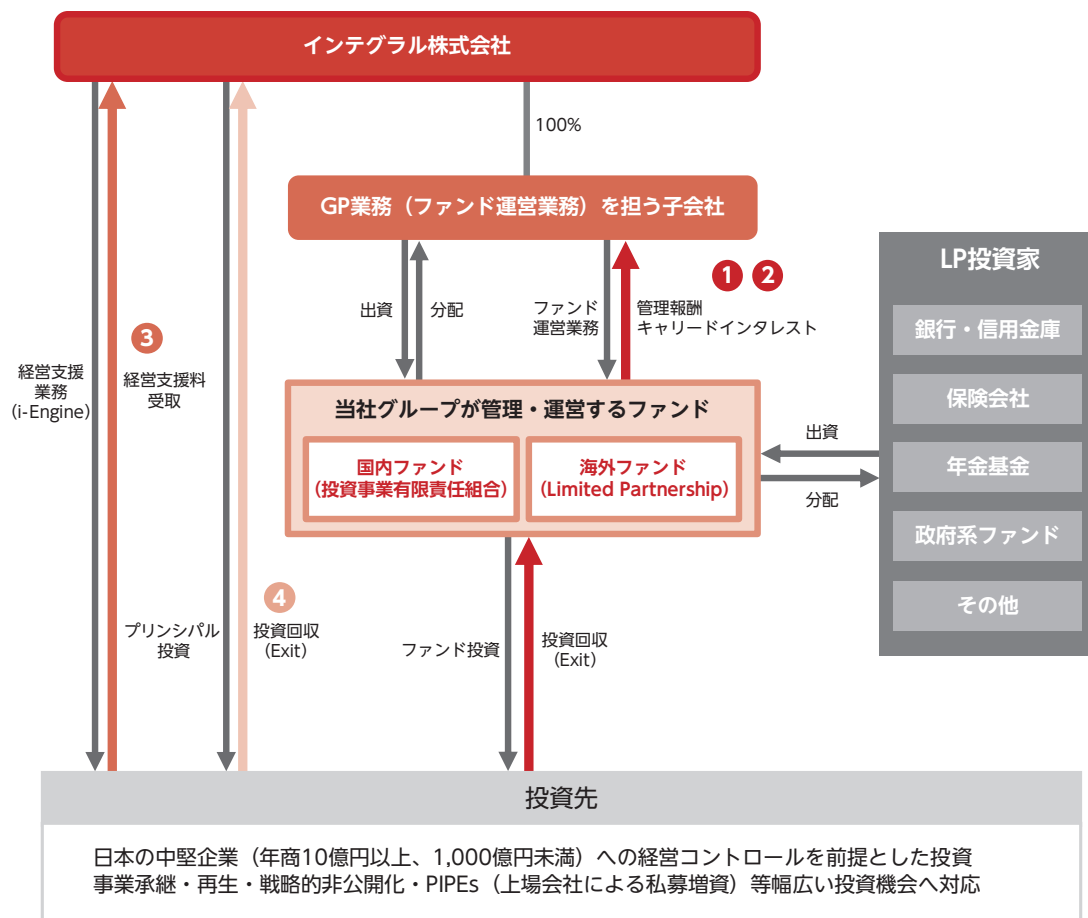 インテグラル株式会社
100%
GP業務（ファンド運営業務）を担う子会社
出資
分配
ファンド
運営業務
❶ ❷
管理報酬
キャリードインタレスト
LP投資家
銀行・信用金庫
保険会社
年金基金
政府系ファンド
その他
経営支援
業務
(i-Engine)
❸
経営支援料
受取
当社グループが管理・運営するファンド
国内ファンド
（投資事業有限責任組合）
海外ファンド
(Limited Partnership)
出資
分配
プリンシパル
投資
❹
投資回収
(Exit)
ファンド投資
投資回収
(Exit)
投資先
日本の中堅企業（年商10億円以上、1,000億円未満）への経営コントロールを前提とした投資
事業承継・再生・戦略的非公開化・PIPEs（上場会社による私募増資）等幅広い投資機会へ対応